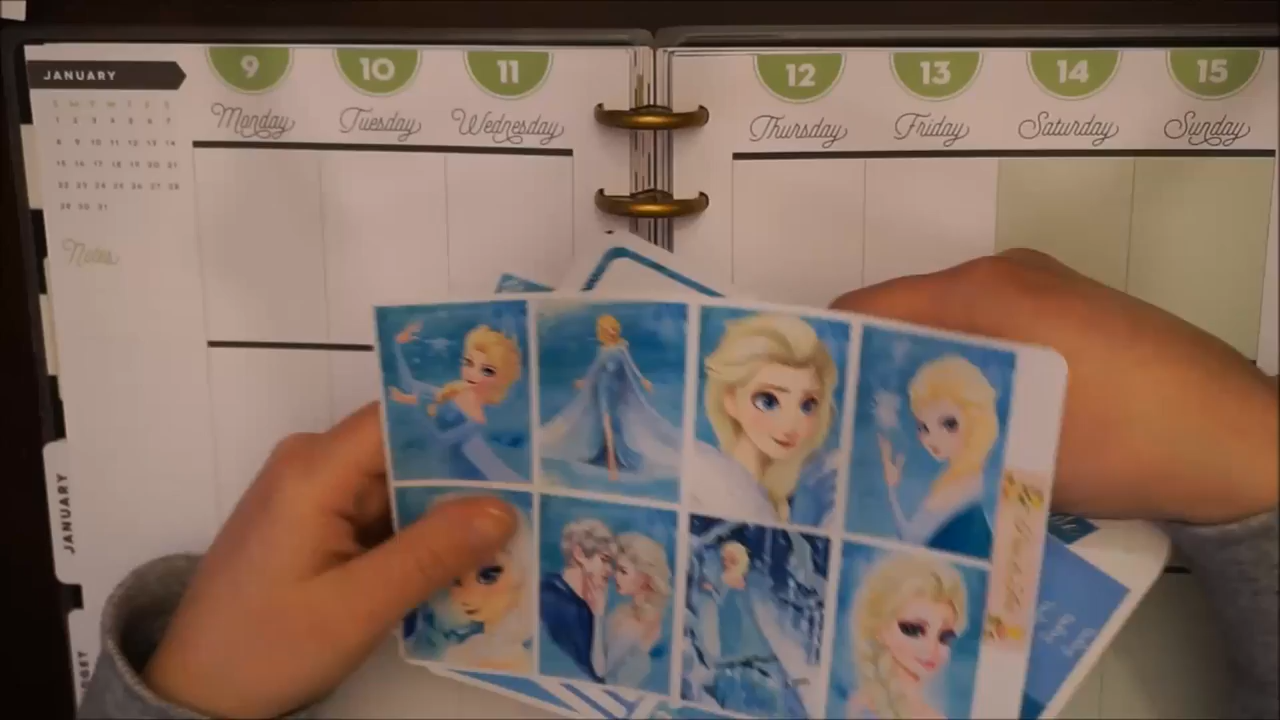 JANUARY
S M T W T F S
1 2 3 4 5 6 7
8 9 10 11 12 13 14
15 16 17 18 19 20 21
22 23 24 25 26 27 28
29 30 31
Notes
9 10 11 12 13 14 15
Monday Tuesday Wednesday Thursday Friday Saturday Sunday
JANUARY